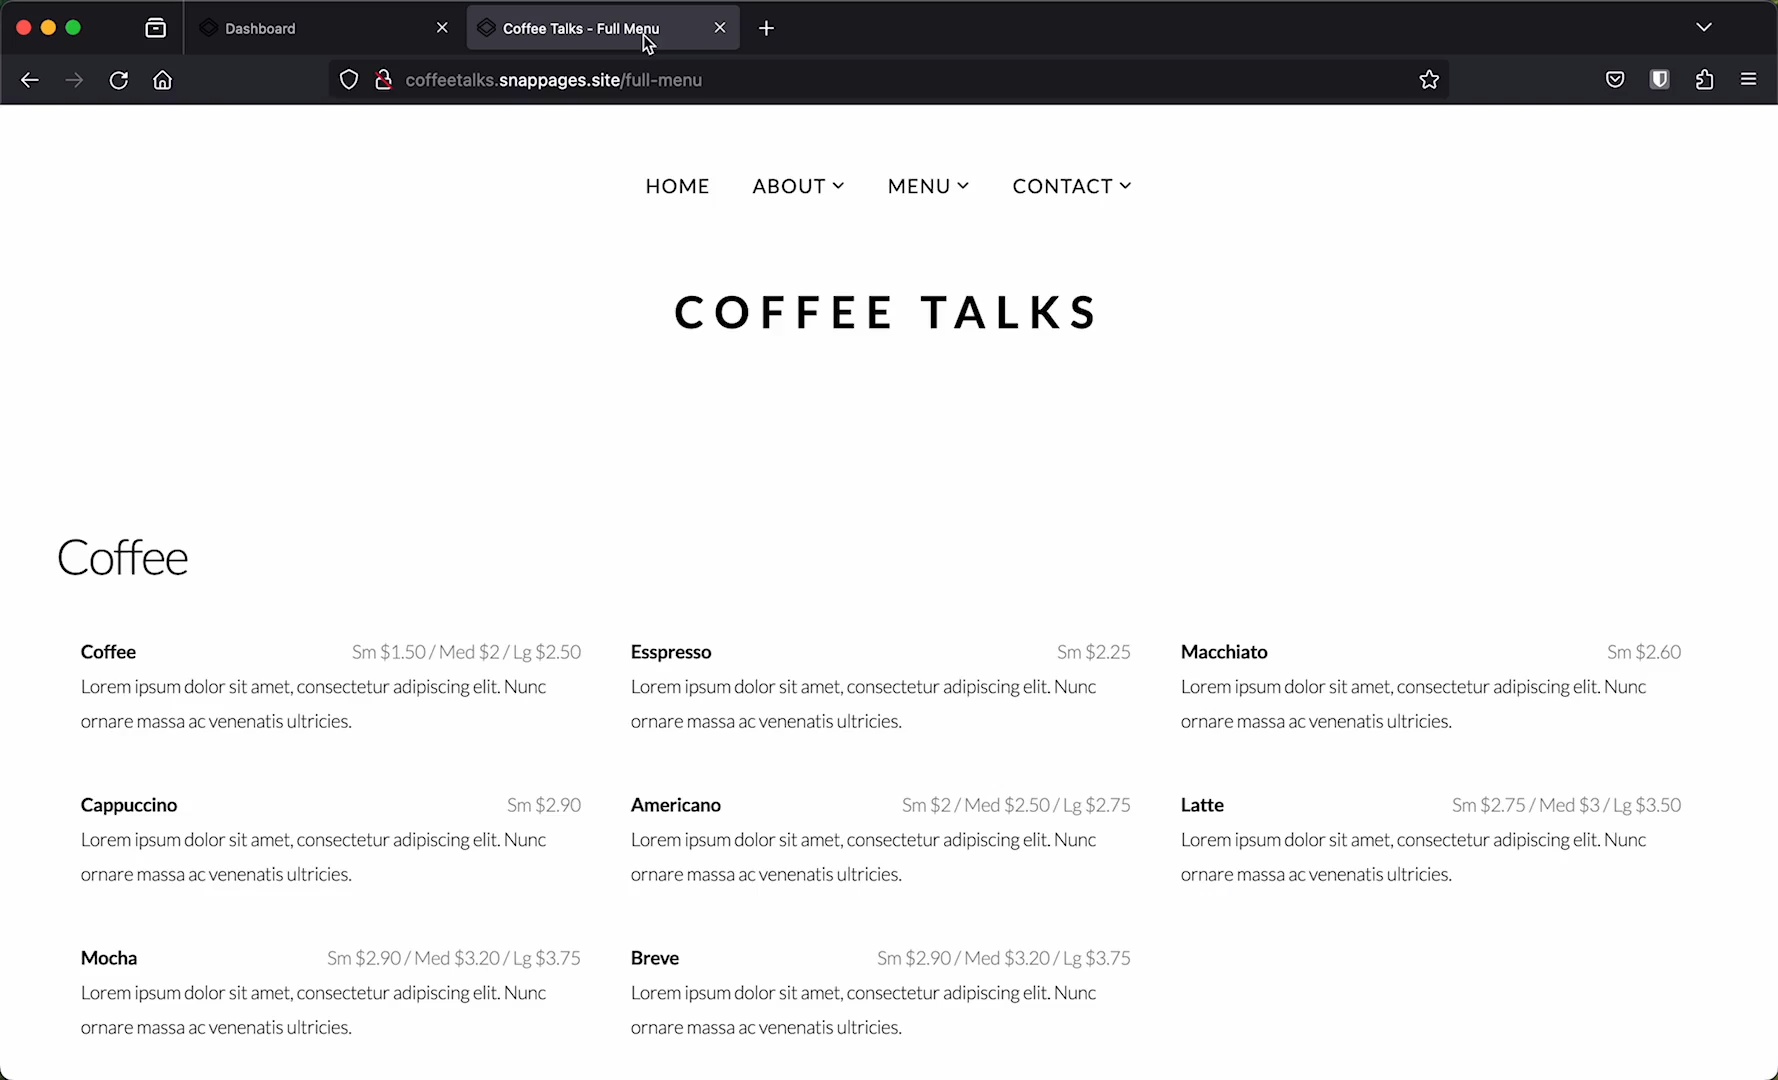 Dashboard
Coffee Talks - Full Menu
coffeetalks.snappages.site/full-menu
HOME ABOUT MENU CONTACT
COFFEE TALKS
Coffee
Coffee Sm $1.50 / Med $2 / Lg $2.50
Lorem ipsum dolor sit amet, consectetur adipiscing elit. Nunc
ornare massa ac venenatis ultricies.
Esspresso Sm $2.25
Lorem ipsum dolor sit amet, consectetur adipiscing elit. Nunc
ornare massa ac venenatis ultricies.
Macchiato Sm $2.60
Lorem ipsum dolor sit amet, consectetur adipiscing elit. Nunc
ornare massa ac venenatis ultricies.
Cappuccino Sm $2.90
Lorem ipsum dolor sit amet, consectetur adipiscing elit. Nunc
ornare massa ac venenatis ultricies.
Americano Sm $2 / Med $2.50 / Lg $2.75
Lorem ipsum dolor sit amet, consectetur adipiscing elit. Nunc
ornare massa ac venenatis ultricies.
Latte Sm $2.75 / Med $3 / Lg $3.50
Lorem ipsum dolor sit amet, consectetur adipiscing elit. Nunc
ornare massa ac venenatis ultricies.
Mocha Sm $2.90 / Med $3.20 / Lg $3.75
Lorem ipsum dolor sit amet, consectetur adipiscing elit. Nunc
ornare massa ac venenatis ultricies.
Breve Sm $2.90 / Med $3.20 / Lg $3.75
Lorem ipsum dolor sit amet, consectetur adipiscing elit. Nunc
ornare massa ac venenatis ultricies.